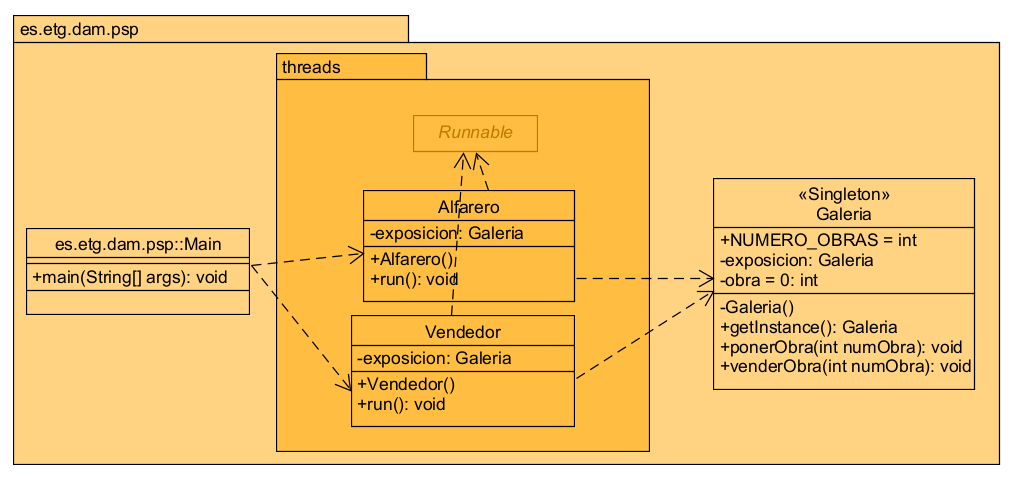 es.etg.dam.psp
threads
Runnable
Alfarero
-exposicion: Galeria
+Alfarero()
+run(): void
Vendedor
-exposicion: Galeria
+Vendedor()
+run(): void
es.etg.dam.psp::Main
+main(String[] args): void
«Singleton»
Galeria
+NUMERO_OBRAS = int
-exposicion: Galeria
-obra = 0: int
-Galeria()
+getInstance(): Galeria
+ponerObra(int numObra): void
+venderObra(int numObra): void